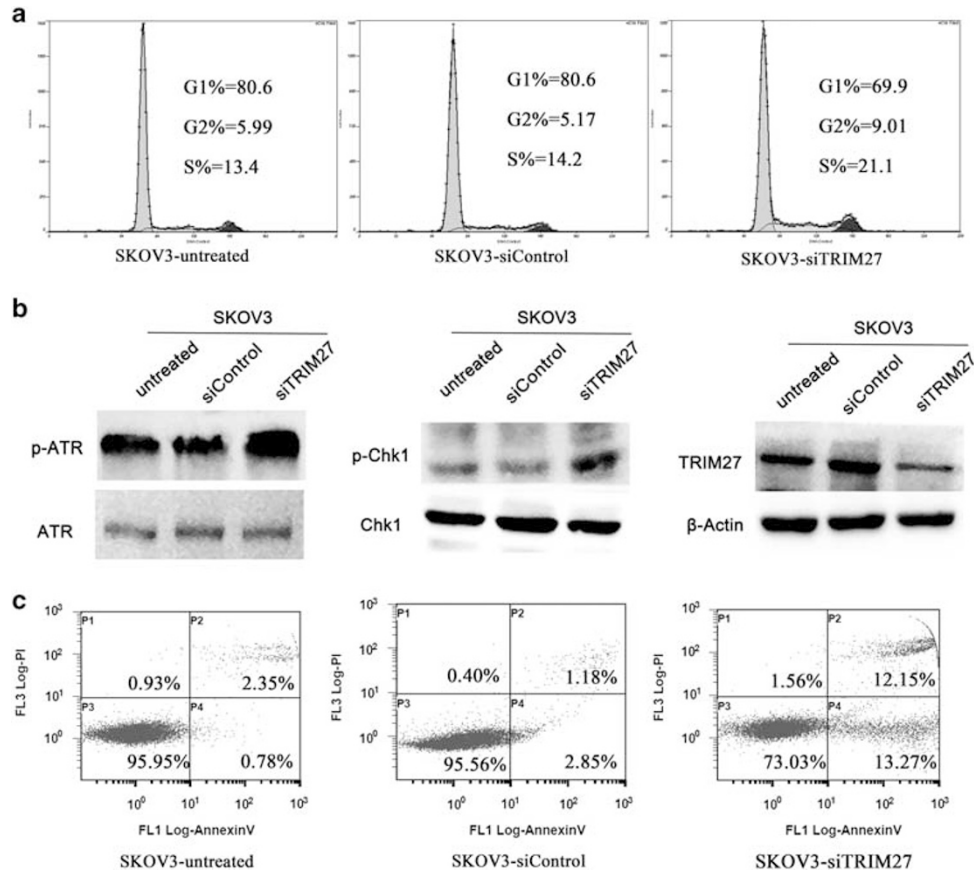 a
G1%=80.6
G2%=5.99
S%=13.4
SKOV3-untreated
G1%=80.6
G2%=5.17
S%=14.2
SKOV3-siControl
G1%=69.9
G2%=9.01
S%=21.1
SKOV3-siTRIM27
b
SKOV3
untreated
siControl
siTRIM27
p-ATR
ATR
SKOV3
untreated
siControl
siTRIM27
p-Chk1
Chk1
SKOV3
untreated
siControl
siTRIM27
TRIM27
β-Actin
c
FL3 Log-PI
10³
10²
10¹
10⁰
P1
P2
0.93%
2.35%
P3
P4
95.95%
0.78%
10⁰ 10¹ 10² 10³
FL1 Log-AnnexinV
SKOV3-untreated
FL3 Log-PI
10³
10²
10¹
10⁰
P1
P2
0.40%
1.18%
P3
P4
95.56%
2.85%
10⁰ 10¹ 10² 10³
FL1 Log-AnnexinV
SKOV3-siControl
FL3 Log-PI
10³
10²
10¹
10⁰
P1
P2
1.56%
12.15%
P3
P4
73.03%
13.27%
10⁰ 10¹ 10² 10³
FL1 Log-AnnexinV
SKOV3-siTRIM27